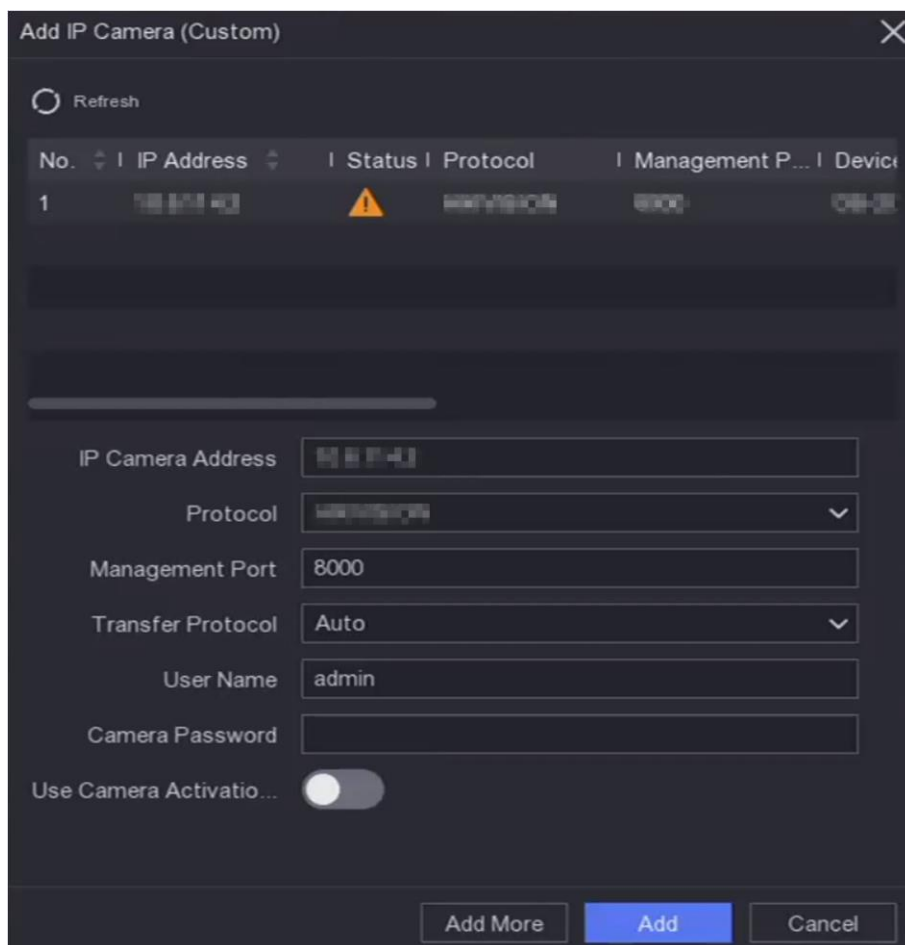 Add IP Camera (Custom)
Refresh
No. IP Address Status Protocol Management P... Device
1
IP Camera Address
Protocol
Management Port 8000
Transfer Protocol Auto
User Name admin
Camera Password
Use Camera Activatio...
Add More Add Cancel